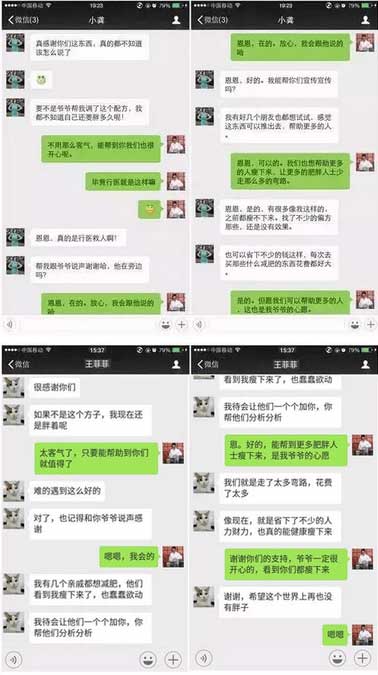 中国移动
19:23
79%
微信(3)
小龚
真感谢你们这东西，真的都不知道
该怎么说了
要不是爷爷帮我调了这个配方，我
都不知道自己还要胖多久呢！
不用那么客气，能帮到你我们也很
开心呢。
毕竟行医就是这样嘛
恩恩，真的是行医救人啊！
帮我跟爷爷说声谢谢哈，他在旁边
吗？
恩恩，在的。放心，我会跟他说的
哈
中国移动
19:23
79%
微信(3)
小龚
恩恩，在的。放心，我会跟他说的
哈
恩恩，好的。我能帮你们宣传宣传
吗？
我有好几个朋友也都想试试，感觉
这东西可以推出去，帮助更多的人
恩恩，可以的。我们也想帮助更多
的人瘦下来，让更多的肥胖人士少
走那么多的弯路。
恩恩，是的，有很多像我这样的，
之前都瘦不下来。找了不少的偏方
那些，还是没有效果。
也可以省下不少的钱这样，每次去
买那些什么减肥的东西花费都好大
。
是的。但愿我们可以帮助更多的人
，这也是我爷爷的心愿。
中国移动
15:37
79%
微信
王菲菲
很感谢你们
如果不是这个方子，我现在还
是胖着呢
太客气了，只要能帮助到你们
就值得了
难的遇到这么好的
对了，也记得和你爷爷说声感
谢
嗯嗯，我会的
我有几个亲戚都想减肥，他们
看到我瘦下来了，也蠢蠢欲动
我待会让他们一个个加你，你
帮他们分析分析
中国移动
15:37
79%
微信
王菲菲
看到我瘦下来了，也蠢蠢欲动
我待会让他们一个个加你，你
帮他们分析分析
恩。好的，能帮到更多肥胖人
士瘦下来，是我爷爷的心愿
我们就是走了太多弯路，花费
了太多
像现在，就是省下了不少的人
力财力，也真的能健康瘦下来
谢谢你们的支持，爷爷一定很
开心的，看到你们都瘦下来
谢谢，希望这个世界上再也没
有胖子
嗯嗯